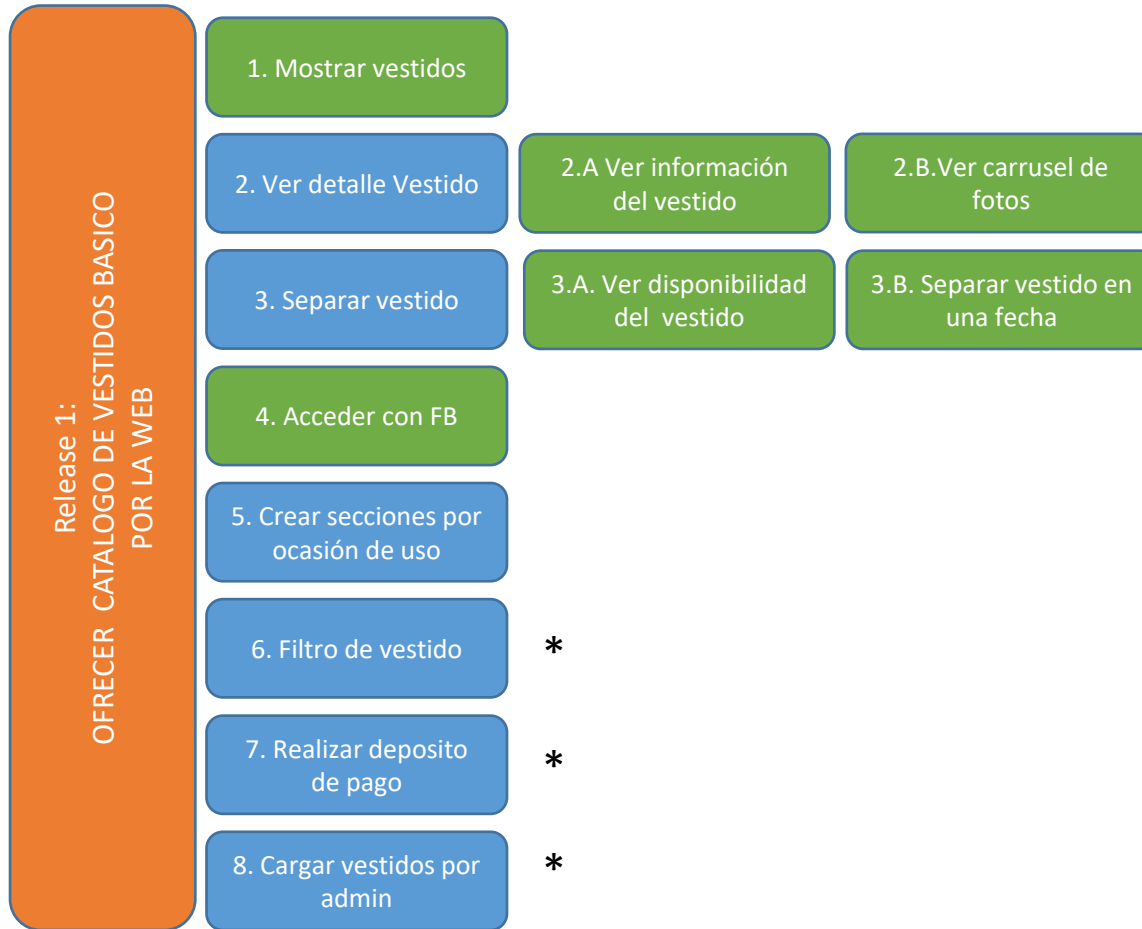 Release 1:
OFRECER CATALOGO DE VESTIDOS BASICO
POR LA WEB
1. Mostrar vestidos
2. Ver detalle Vestido
2.A Ver información
del vestido
2.B.Ver carrusel de
fotos
3. Separar vestido
3.A. Ver disponibilidad
del vestido
3.B. Separar vestido en
una fecha
4. Acceder con FB
5. Crear secciones por
ocasión de uso
6. Filtro de vestido
*
7. Realizar deposito
de pago
*
8. Cargar vestidos por
admin
*